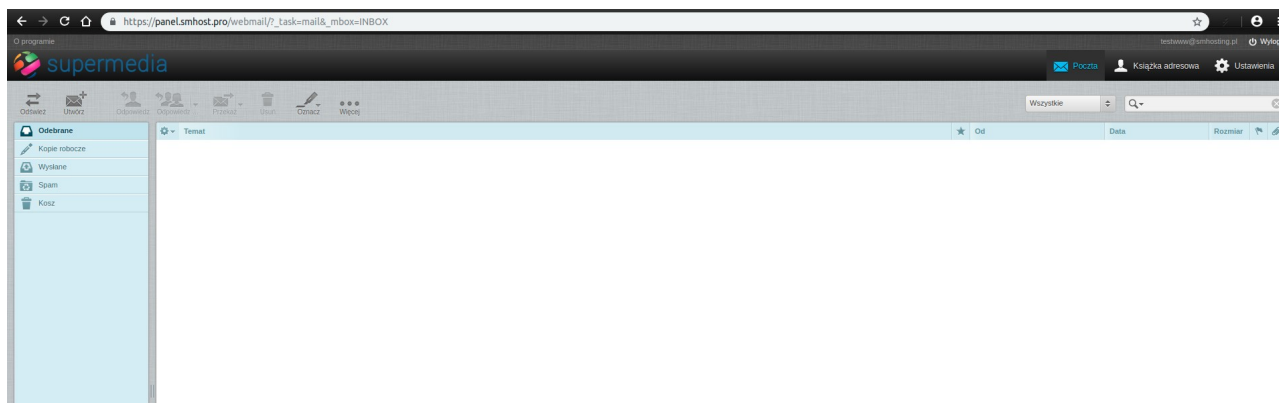 https://panel.smhost.pro/webmail/?_task=mail&_mbox=INBOX
O programie
testwww@smhosting.pl Wylog
supermedia
Poczta Książka adresowa Ustawienia
Odśwież Utwórz Odpowiedz Odpowiedz Przekaż Usuń Oznacz Więcej
Wszystkie
Odebrane
Temat Od Data Rozmiar
Kopie robocze
Wysłane
Spam
Kosz